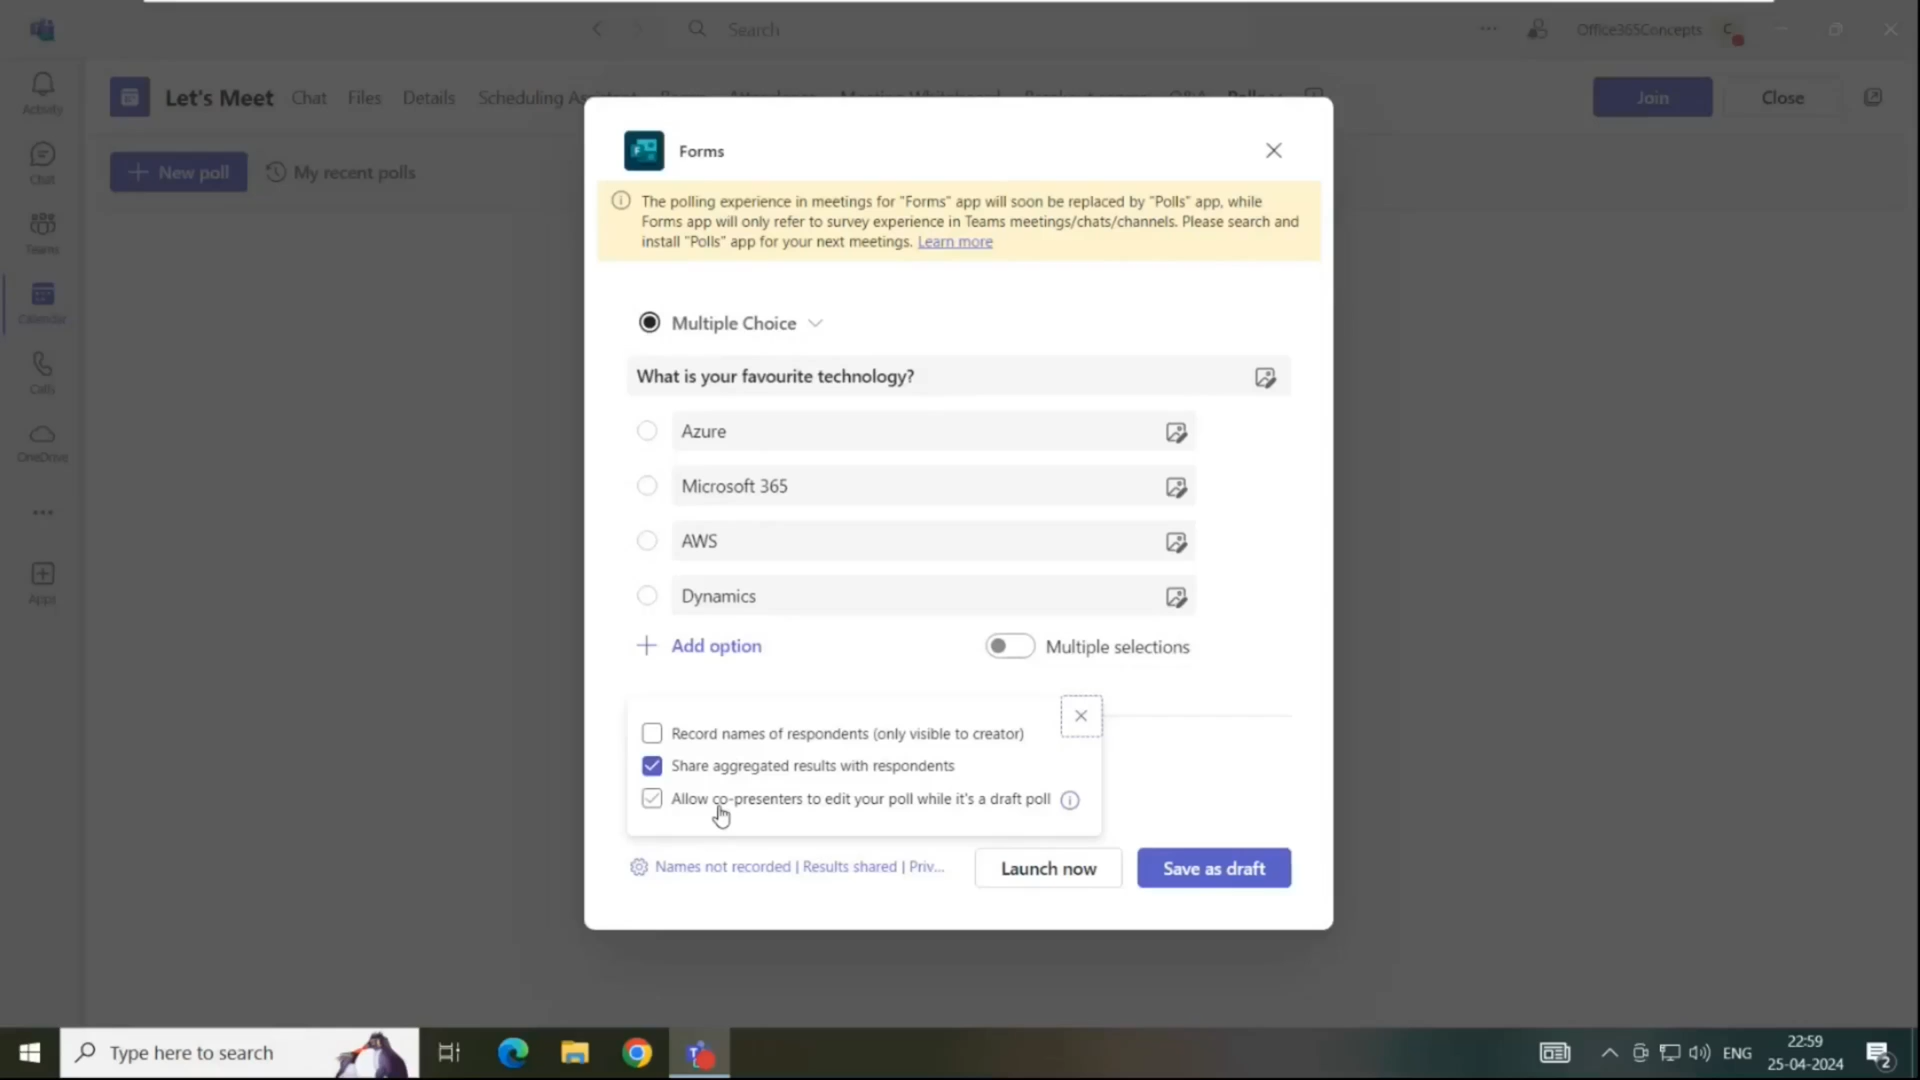 Search
Office365Concepts
C
Let's Meet
Chat
Files
Details
Scheduling
Join
Close
Activity
Chat
Teams
Calendar
Calls
OneDrive
Apps
New poll
My recent polls
Forms
The polling experience in meetings for "Forms" app will soon be replaced by "Polls" app, while
Forms app will only refer to survey experience in Teams meetings/chats/channels. Please search and
install "Polls" app for your next meetings. Learn more
Multiple Choice
What is your favourite technology?
Azure
Microsoft 365
AWS
Dynamics
Add option
Multiple selections
Record names of respondents (only visible to creator)
Share aggregated results with respondents
Allow co-presenters to edit your poll while it's a draft poll
Names not recorded | Results shared | Priv...
Launch now
Save as draft
Type here to search
ENG
22:59
25-04-2024
2